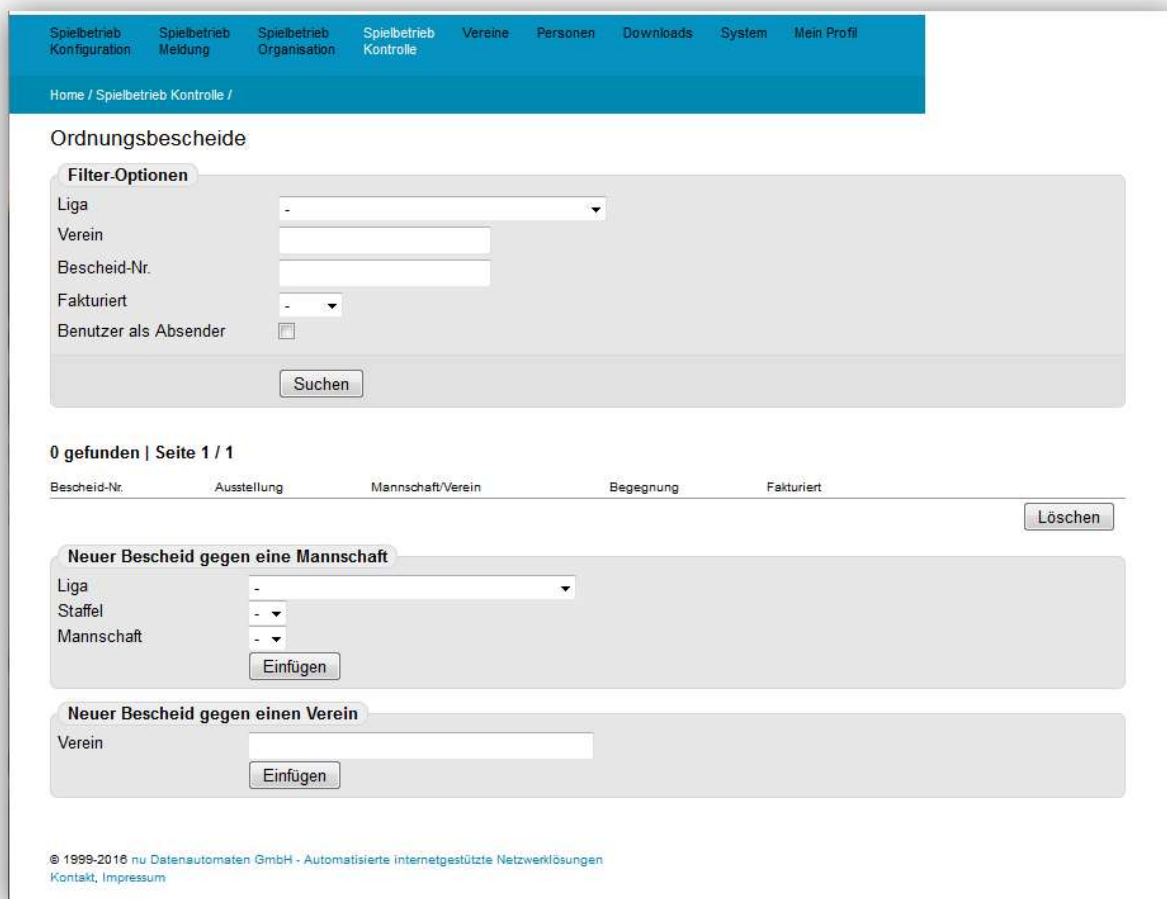 Spielbetrieb Konfiguration Spielbetrieb Meldung Spielbetrieb Organisation Spielbetrieb Kontrolle Vereine Personen Downloads System Mein Profil
Home / Spielbetrieb Kontrolle /
Ordnungsbescheide
Filter-Optionen
Liga -
Verein
Bescheid-Nr.
Fakturiert -
Benutzer als Absender
Suchen
0 gefunden | Seite 1 / 1
Bescheid-Nr. Ausstellung Mannschaft/Verein Begegnung Fakturiert
Löschen
Neuer Bescheid gegen eine Mannschaft
Liga -
Staffel -
Mannschaft -
Einfügen
Neuer Bescheid gegen einen Verein
Verein
Einfügen
© 1999-2016 nu Datenautomaten GmbH - Automatisierte internetgestützte Netzwerklösungen
Kontakt, Impressum